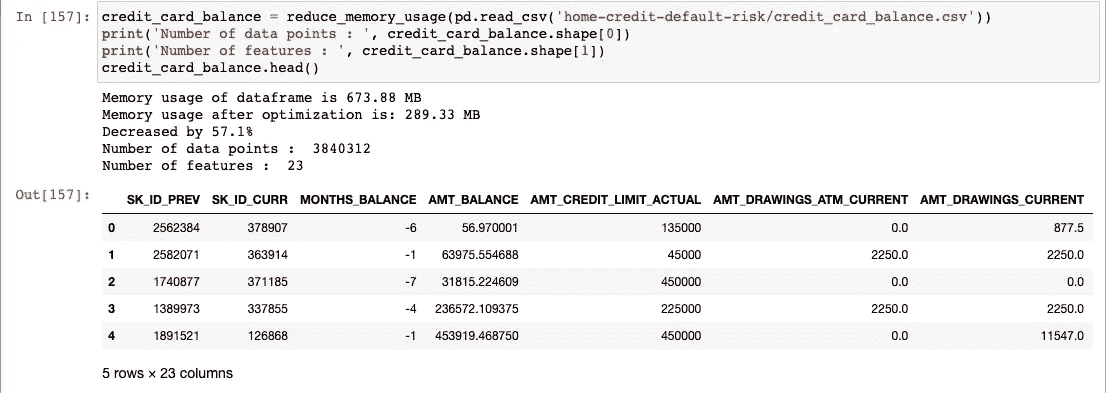 In [157]: credit_card_balance = reduce_memory_usage(pd.read_csv('home-credit-default-risk/credit_card_balance.csv'))
print('Number of data points : ', credit_card_balance.shape[0])
print('Number of features : ', credit_card_balance.shape[1])
credit_card_balance.head()
Memory usage of dataframe is 673.88 MB
Memory usage after optimization is: 289.33 MB
Decreased by 57.1%
Number of data points :  3840312
Number of features :  23
Out[157]:
SK_ID_PREV SK_ID_CURR MONTHS_BALANCE AMT_BALANCE AMT_CREDIT_LIMIT_ACTUAL AMT_DRAWINGS_ATM_CURRENT AMT_DRAWINGS_CURRENT
0 2562384 378907 -6 56.970001 135000 0.0 877.5
1 2582071 363914 -1 63975.554688 45000 2250.0 2250.0
2 1740877 371185 -7 31815.224609 450000 0.0 0.0
3 1389973 337855 -4 236572.109375 225000 2250.0 2250.0
4 1891521 126868 -1 453919.468750 450000 0.0 11547.0
5 rows × 23 columns